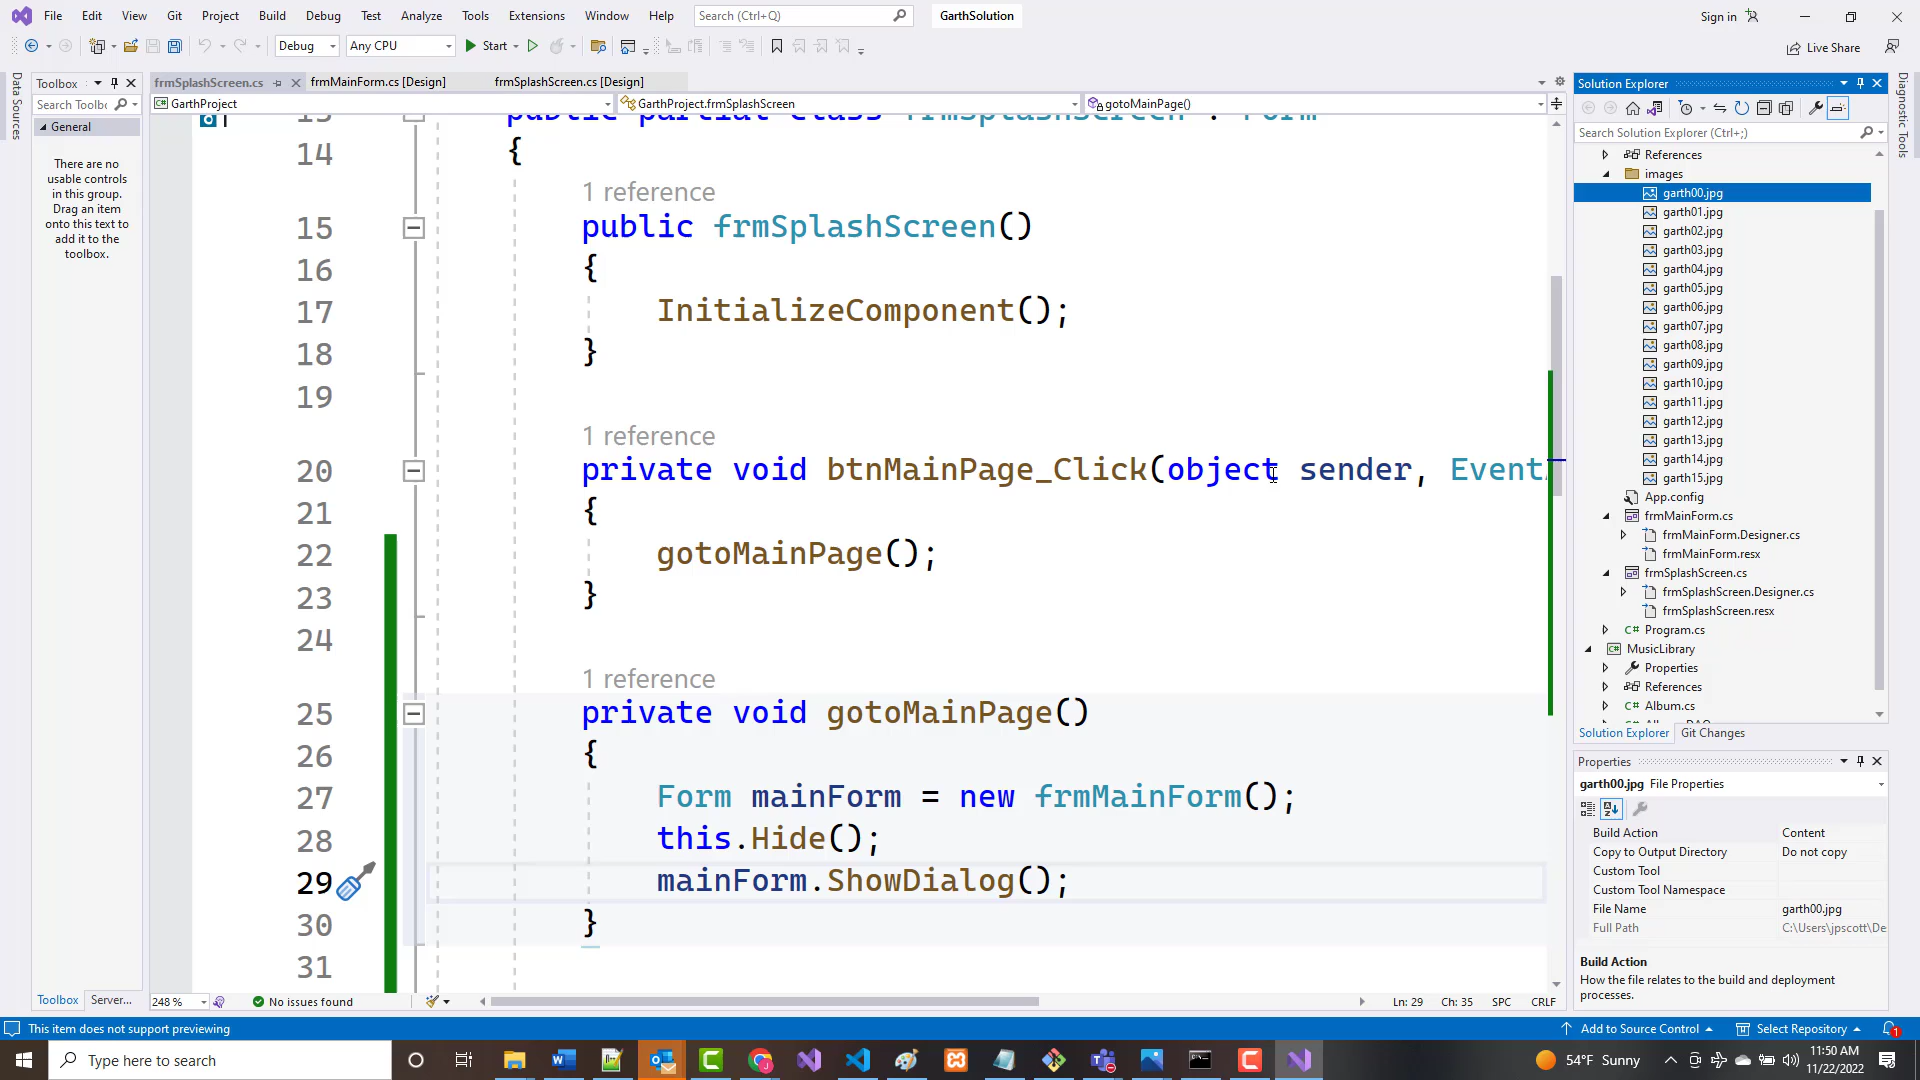 File Edit View Git Project Build Debug Test Analyze Tools Extensions Window Help Search (Ctrl+Q) GarthSolution Sign in
Debug Any CPU Start Live Share
Data Sources
Toolbox
Search Toolbo
General
There are no
usable controls
in this group.
Drag an item
onto this text to
add it to the
toolbox.
frmSplashScreen.cs frmMainForm.cs [Design] frmSplashScreen.cs [Design]
GarthProject GarthProject.frmSplashScreen gotoMainPage()
public partial class frmSplashScreen : Form
14 {
1 reference
15 public frmSplashScreen()
16 {
17 InitializeComponent();
18 }
19
1 reference
20 private void btnMainPage_Click(object sender, Event
21 {
22 gotoMainPage();
23 }
24
1 reference
25 private void gotoMainPage()
26 {
27 Form mainForm = new frmMainForm();
28 this.Hide();
29 mainForm.ShowDialog();
30 }
31
Toolbox Server...
248 % No issues found Ln: 29 Ch: 35 SPC CRLF
Solution Explorer
Search Solution Explorer (Ctrl+;)
References
images
garth00.jpg
garth01.jpg
garth02.jpg
garth03.jpg
garth04.jpg
garth05.jpg
garth06.jpg
garth07.jpg
garth08.jpg
garth09.jpg
garth10.jpg
garth11.jpg
garth12.jpg
garth13.jpg
garth14.jpg
garth15.jpg
App.config
frmMainForm.cs
frmMainForm.Designer.cs
frmMainForm.resx
frmSplashScreen.cs
frmSplashScreen.Designer.cs
frmSplashScreen.resx
C# Program.cs
C# MusicLibrary
Properties
References
C# Album.cs
Solution Explorer Git Changes
Diagnostic Tools
Properties
garth00.jpg File Properties
Build Action Content
Copy to Output Directory Do not copy
Custom Tool
Custom Tool Namespace
File Name garth00.jpg
Full Path C:\Users\jpscott\De
Build Action
How the file relates to the build and deployment
processes.
This item does not support previewing Add to Source Control Select Repository 1
Type here to search 54°F Sunny 11:50 AM
11/22/2022